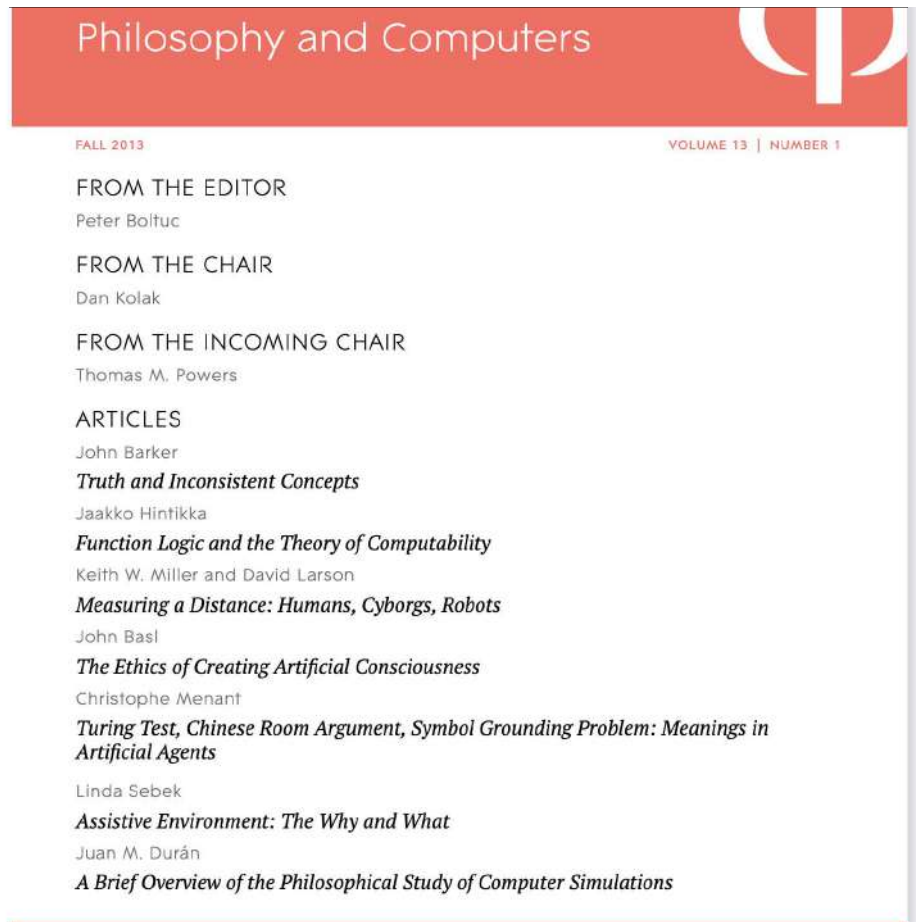 Philosophy and Computers
FALL 2013
VOLUME 13 | NUMBER 1
FROM THE EDITOR
Peter Boltuc
FROM THE CHAIR
Dan Kolak
FROM THE INCOMING CHAIR
Thomas M. Powers
ARTICLES
John Barker
Truth and Inconsistent Concepts
Jaakko Hintikka
Function Logic and the Theory of Computability
Keith W. Miller and David Larson
Measuring a Distance: Humans, Cyborgs, Robots
John Basl
The Ethics of Creating Artificial Consciousness
Christophe Menant
Turing Test, Chinese Room Argument, Symbol Grounding Problem: Meanings in
Artificial Agents
Linda Sebek
Assistive Environment: The Why and What
Juan M. Durán
A Brief Overview of the Philosophical Study of Computer Simulations